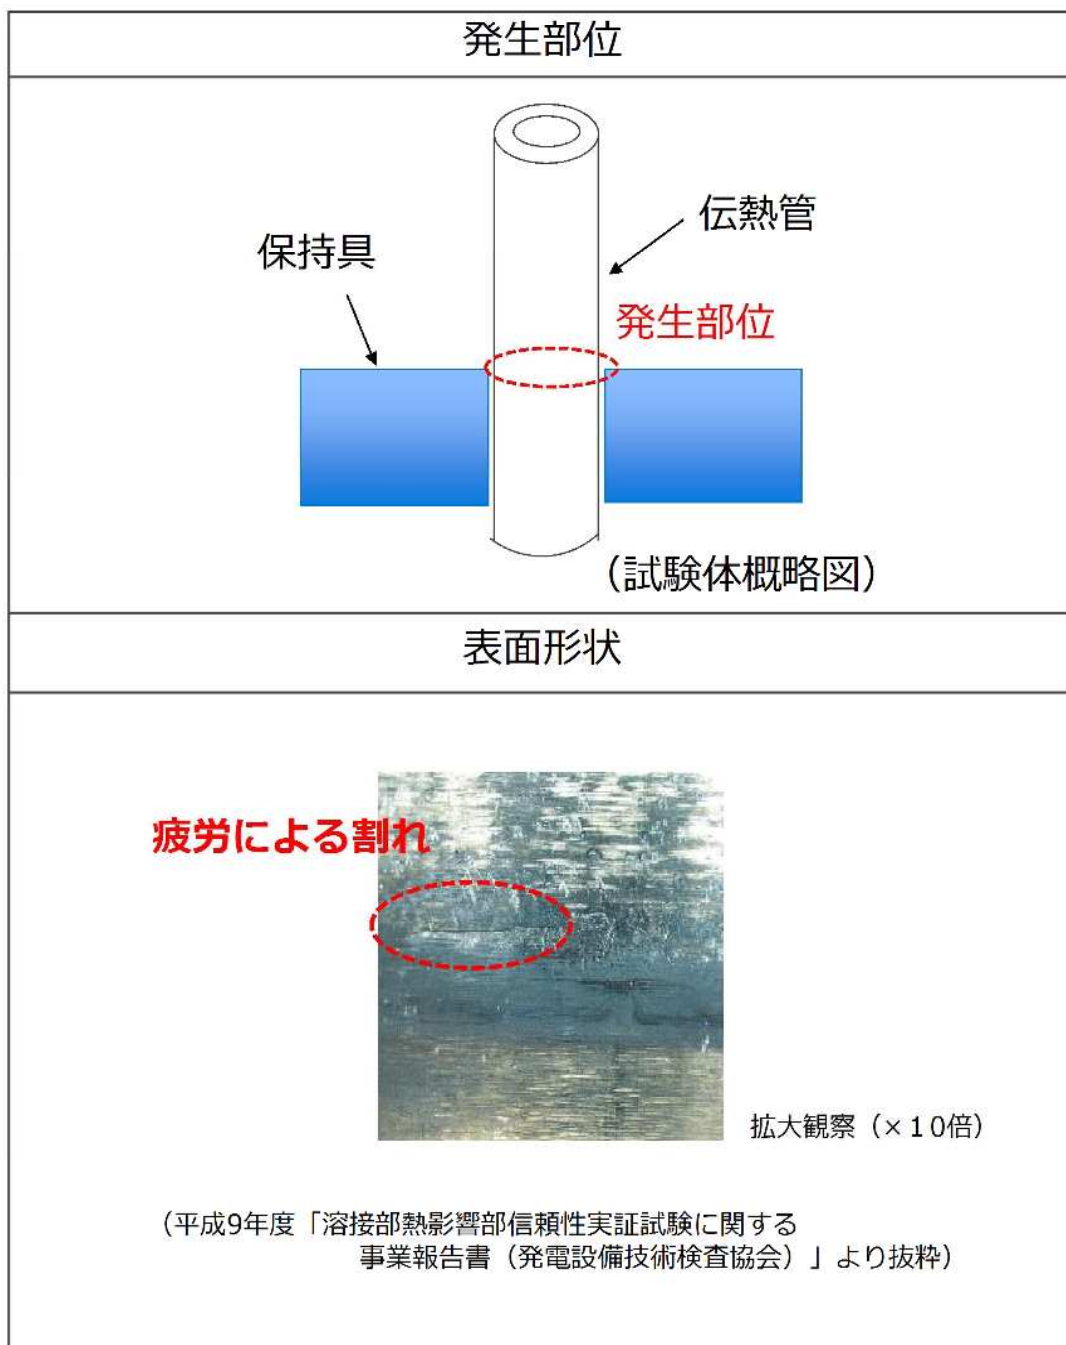 発生部位
伝熱管
保持具
発生部位
（試験体概略図）
表面形状
疲労による割れ
拡大観察（×１０倍）
（平成9年度「溶接部熱影響部信頼性実証試験に関する
事業報告書（発電設備技術検査協会）」より抜粋）